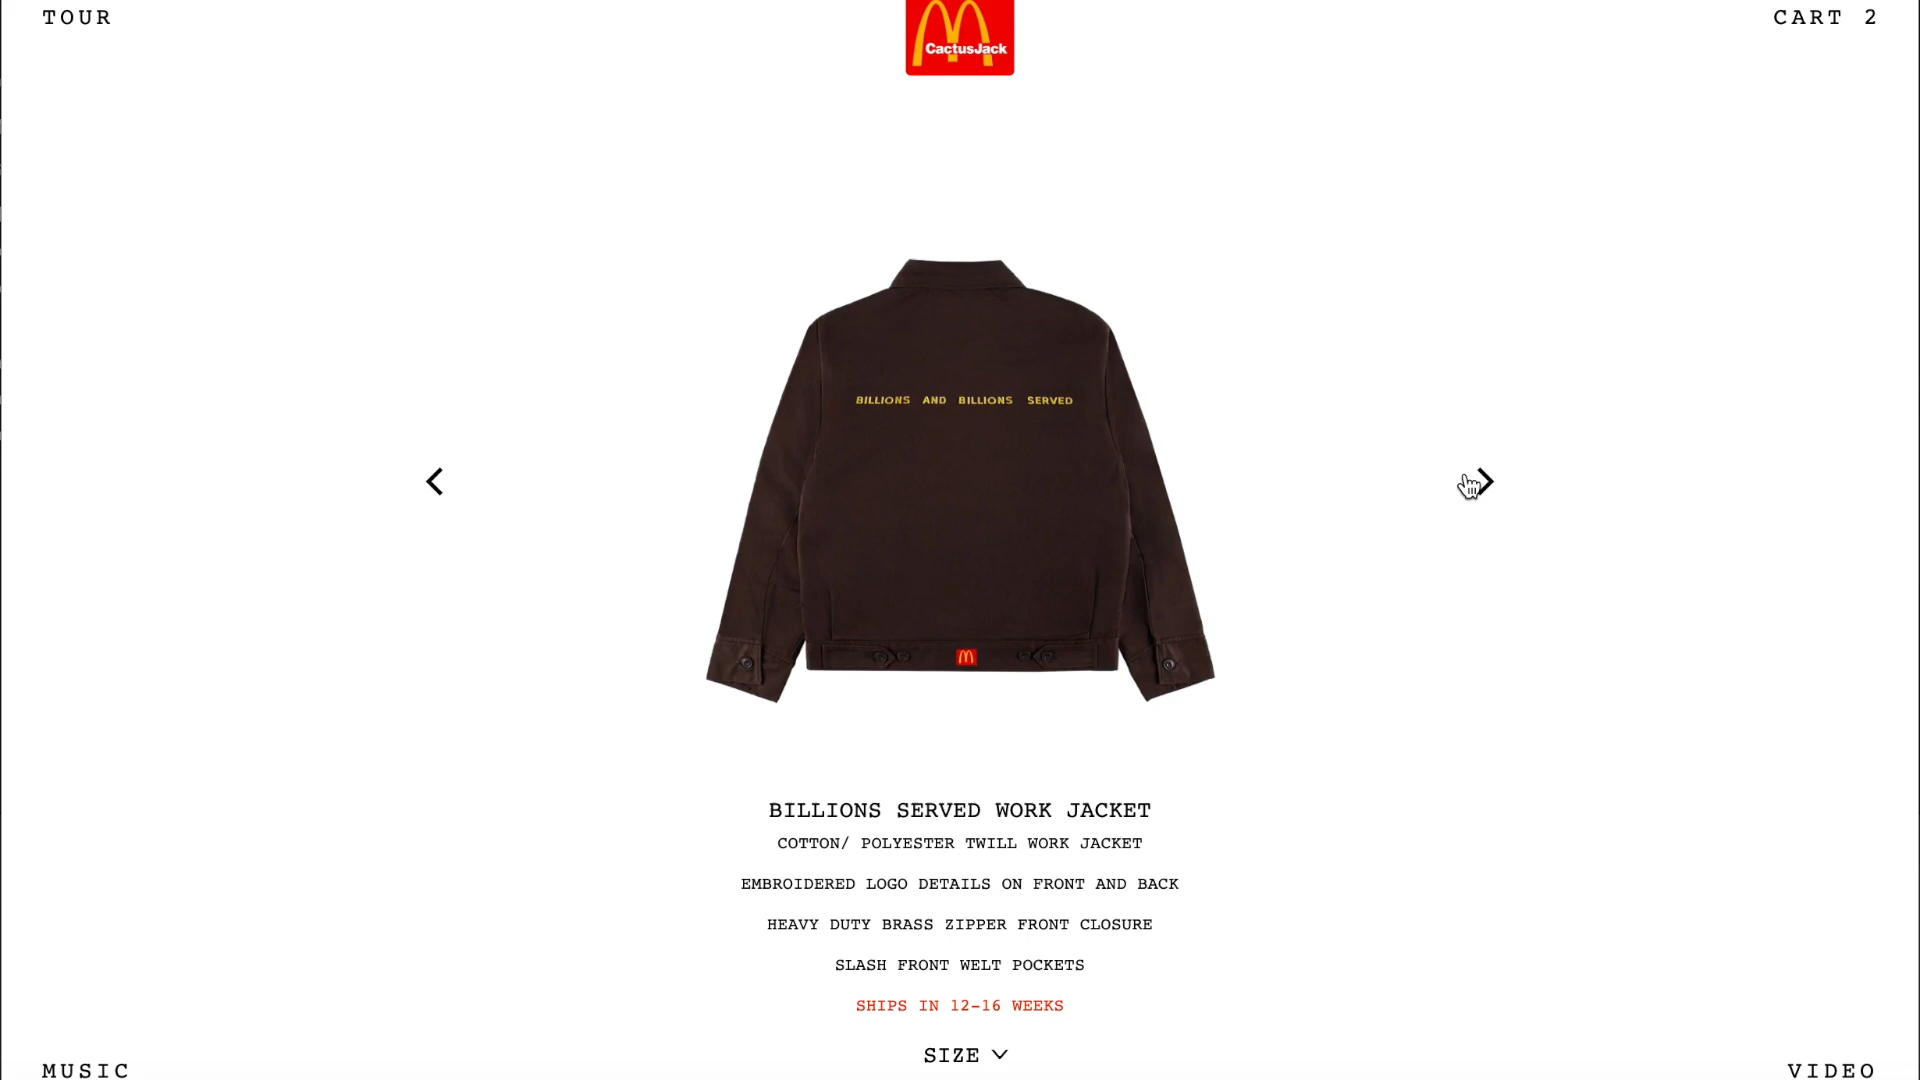 TOUR
CactusJack
CART 2
BILLIONS AND BILLIONS SERVED
BILLIONS SERVED WORK JACKET
COTTON/ POLYESTER TWILL WORK JACKET
EMBROIDERED LOGO DETAILS ON FRONT AND BACK
HEAVY DUTY BRASS ZIPPER FRONT CLOSURE
SLASH FRONT WELT POCKETS
SHIPS IN 12-16 WEEKS
SIZE
MUSIC
VIDEO